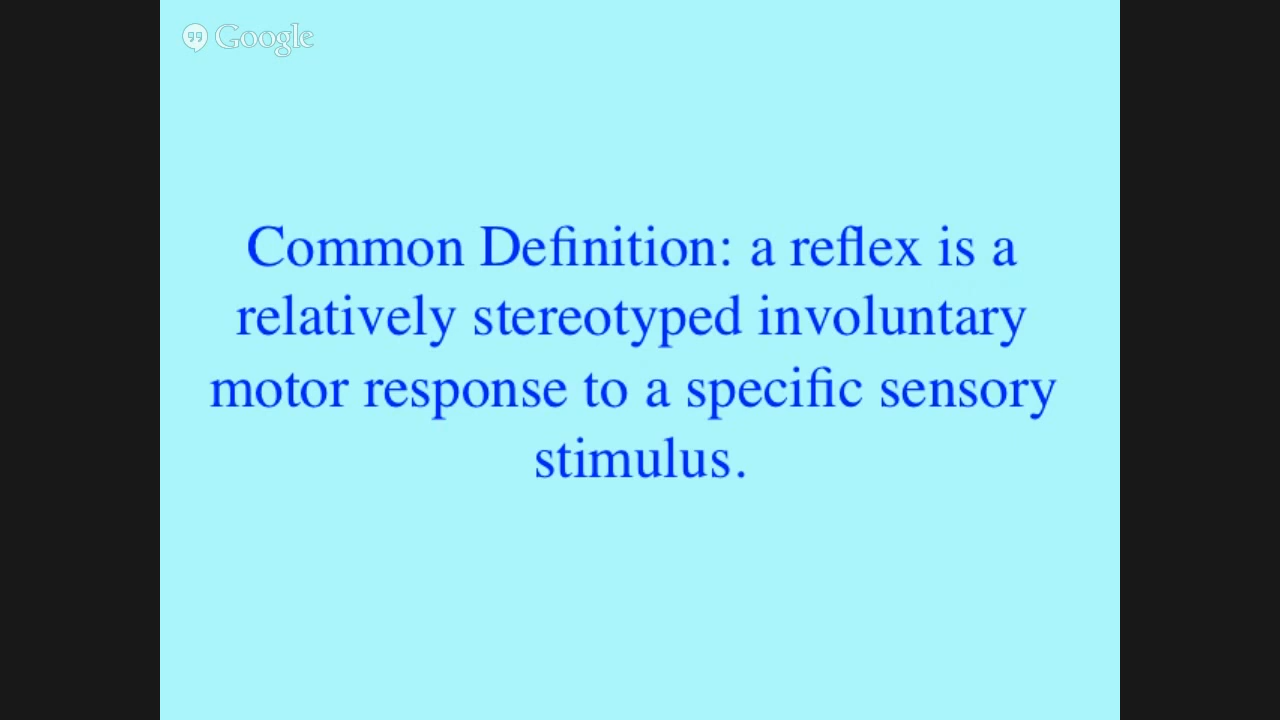 Google
Common Definition: a reflex is a
relatively stereotyped involuntary
motor response to a specific sensory
stimulus.